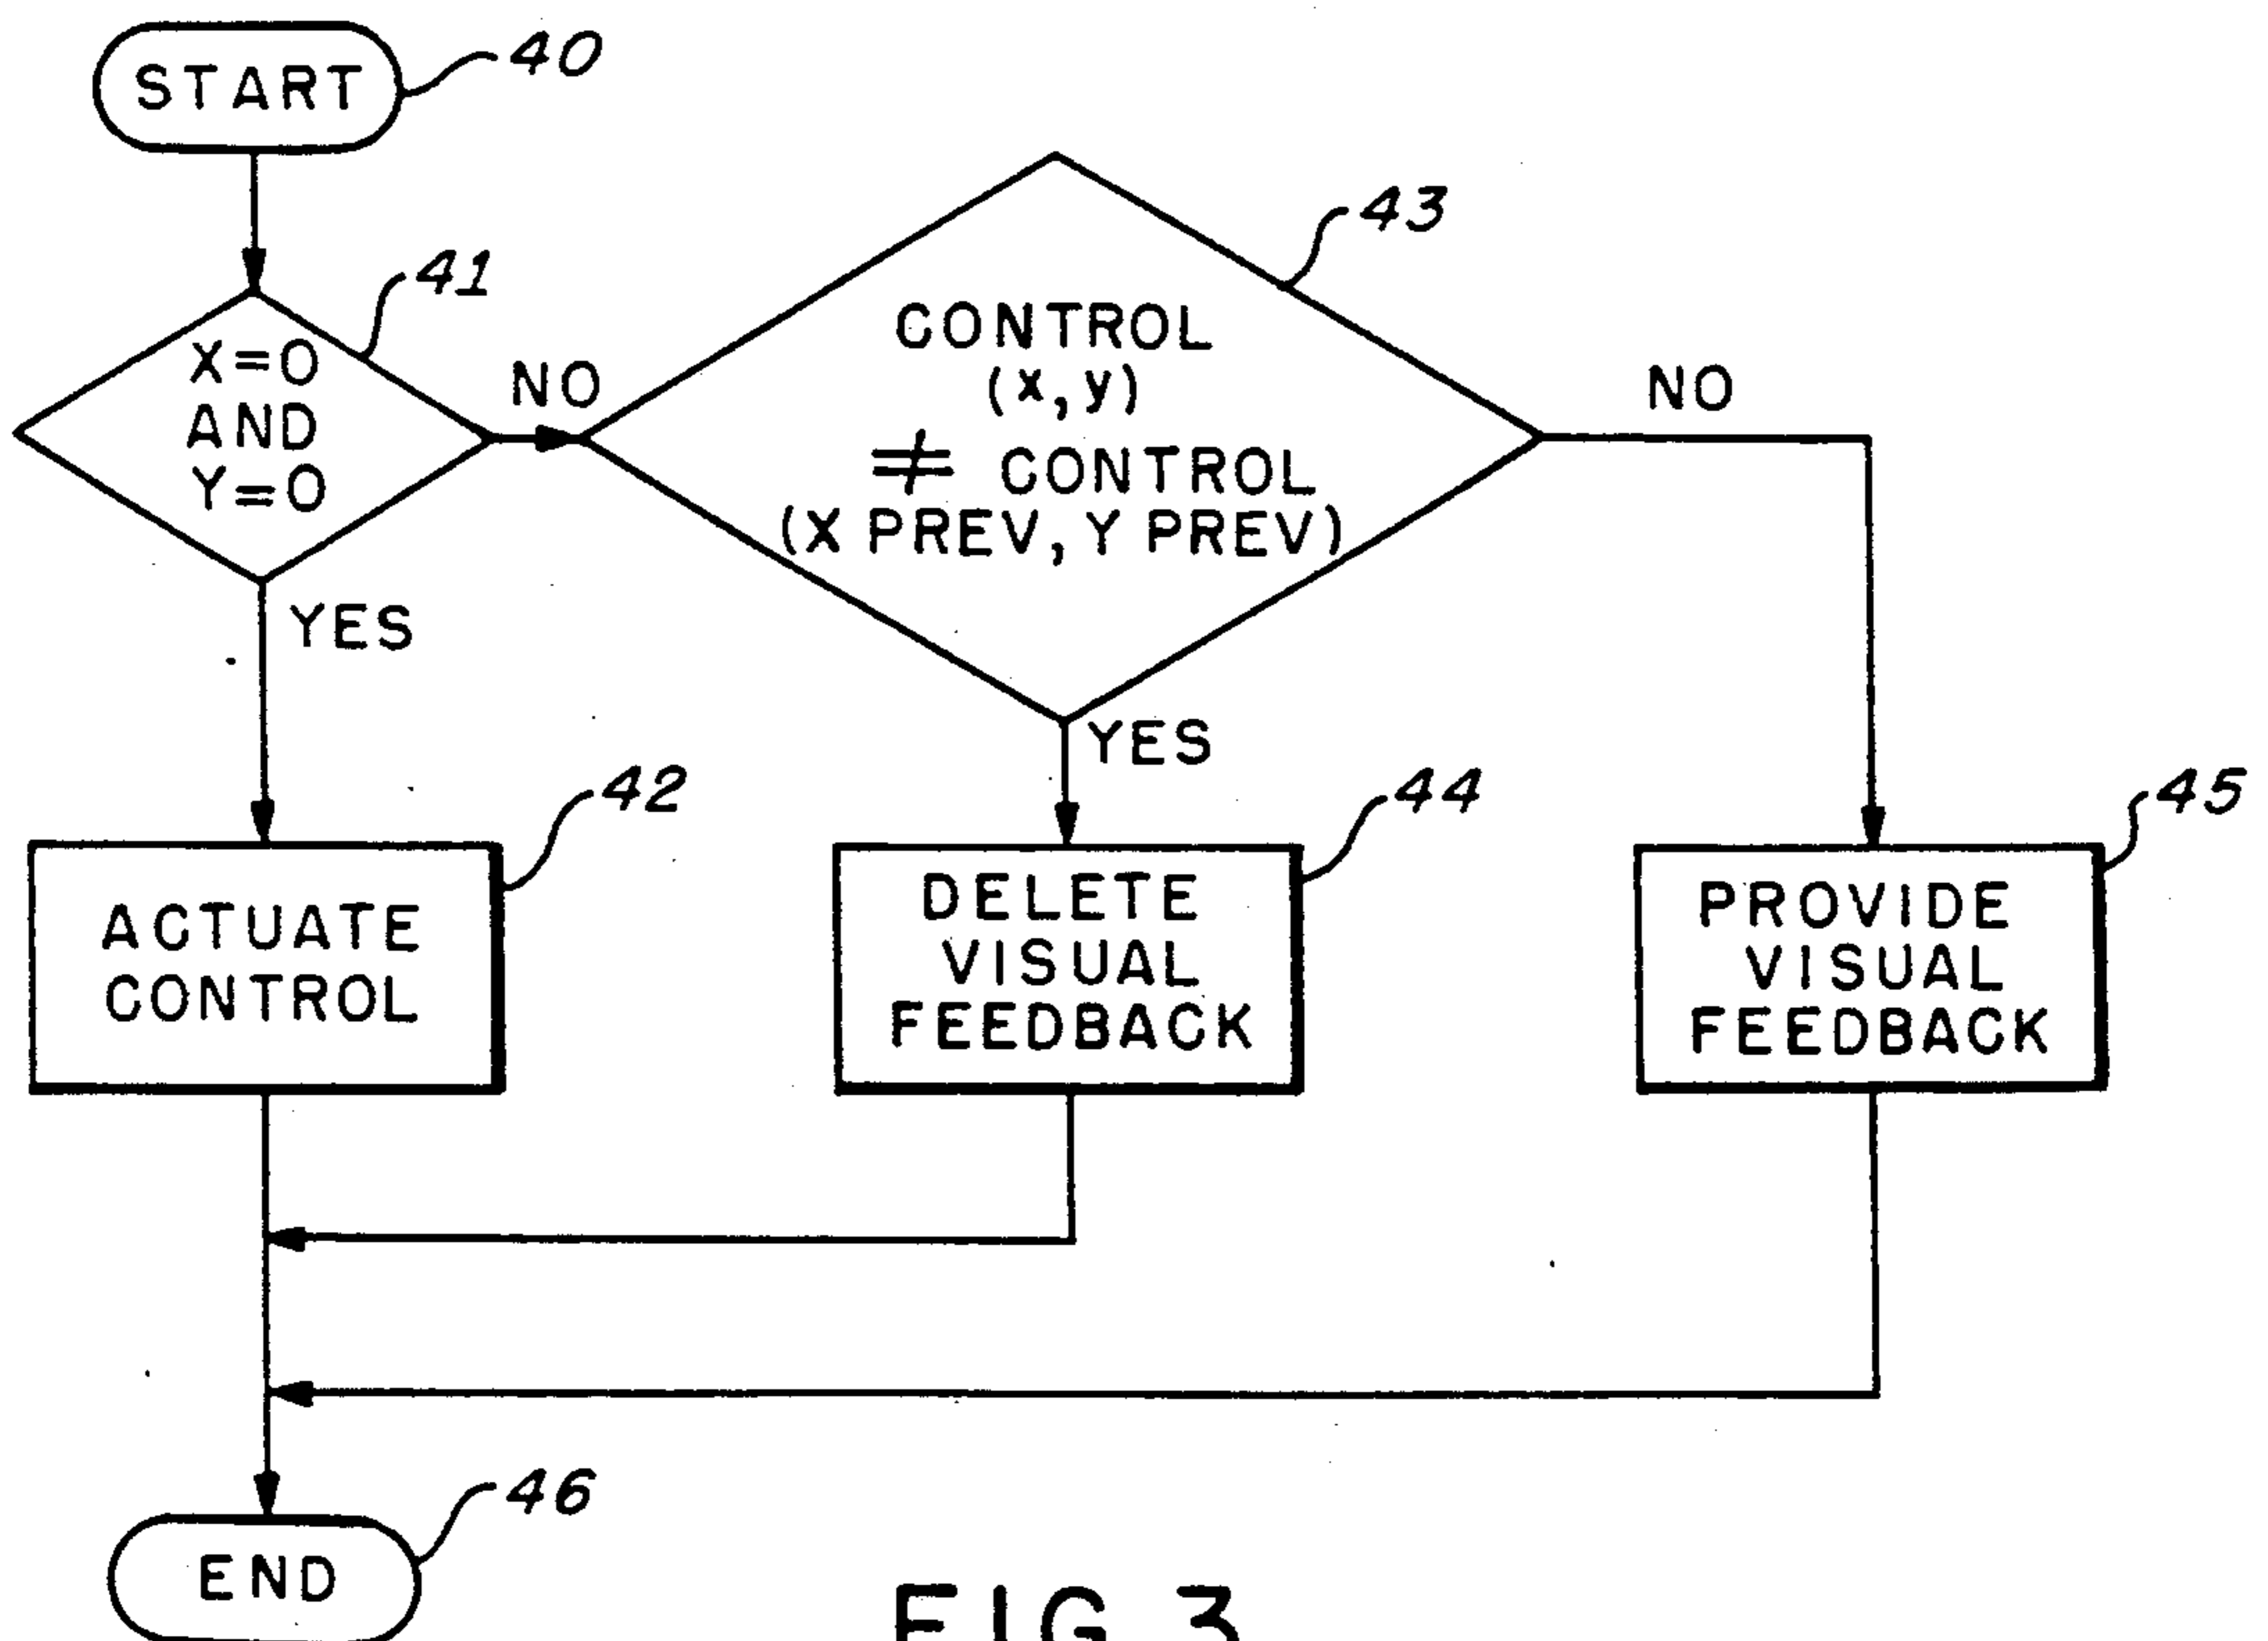 START
40
X=0
AND
Y=0
41
NO
YES
CONTROL
(x,y)
≠ CONTROL
(X PREV,Y PREV)
43
NO
YES
ACTUATE
CONTROL
42
DELETE
VISUAL
FEEDBACK
44
PROVIDE
VISUAL
FEEDBACK
45
END
46
FIG 3